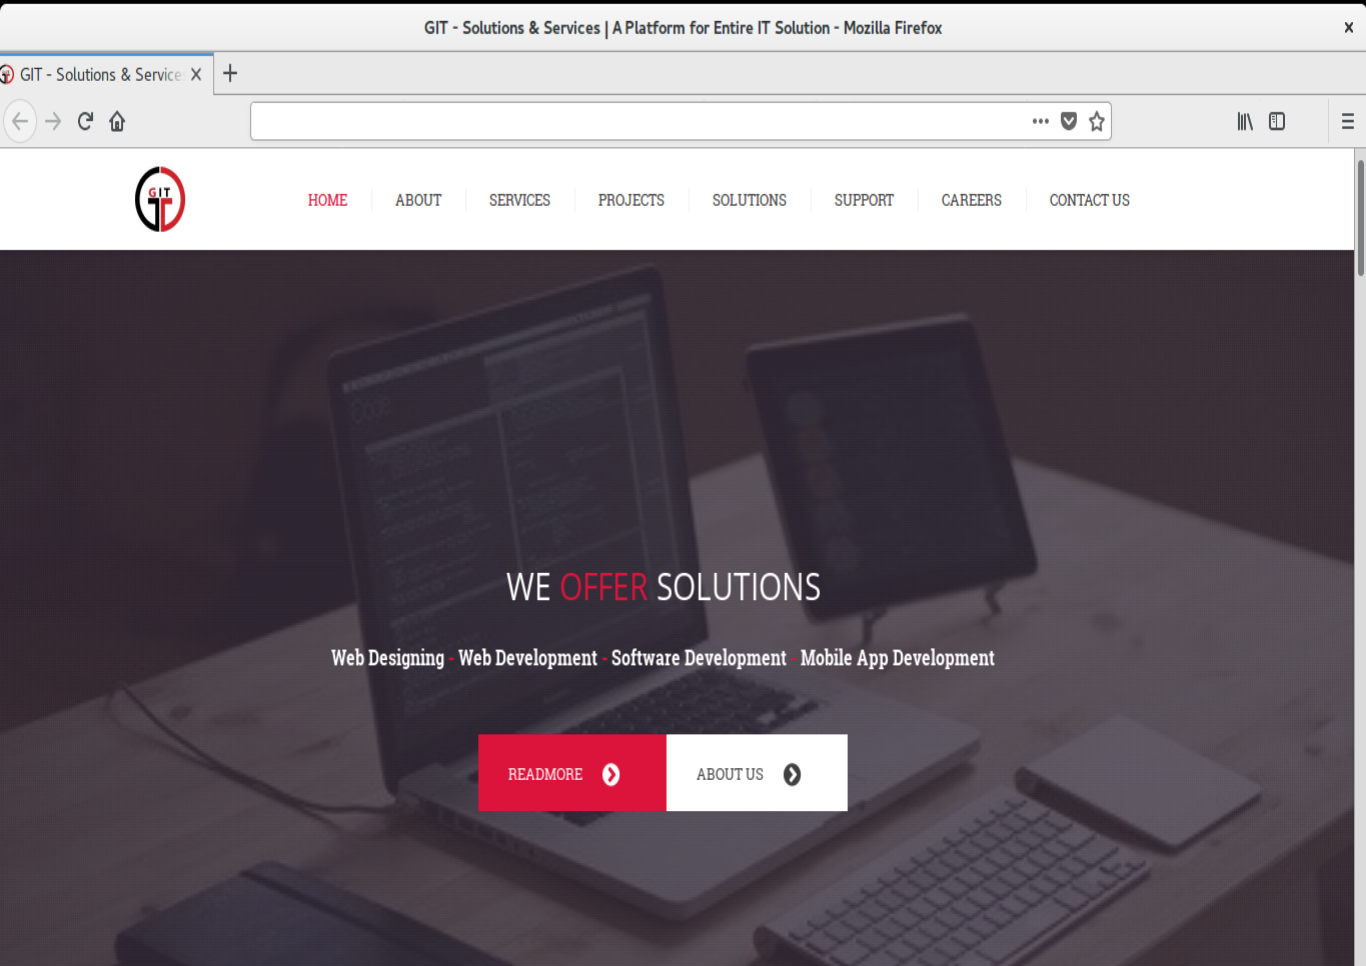 GIT - Solutions & Services | A Platform for Entire IT Solution - Mozilla Firefox
GIT - Solutions & Service
GIT
HOME ABOUT SERVICES PROJECTS SOLUTIONS SUPPORT CAREERS CONTACT US
Code
WE OFFER SOLUTIONS
Web Designing - Web Development - Software Development - Mobile App Development
READMORE ABOUT US